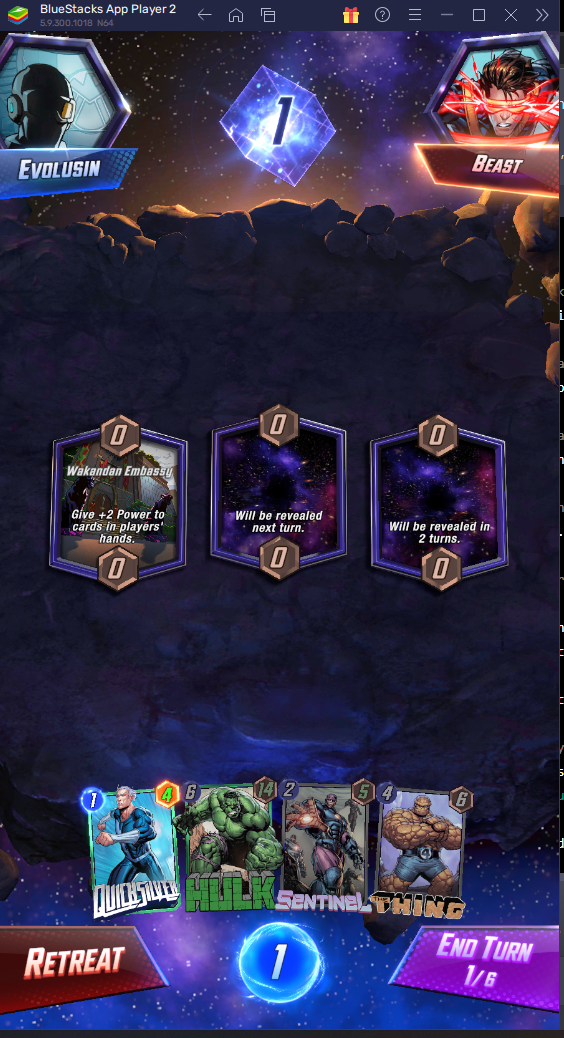 BlueStacks App Player 2
5.9.300.1018 N64
1
EVOLUSIN
BEAST
0
0
0
Wakandan Embassy
Give +2 Power to
cards in players'
hands.
Will be revealed
next turn.
Will be revealed in
2 turns.
0
0
0
1
4
6
14
2
5
4
6
QUICKSILVER
HULK
SENTINEL
THE THING
RETREAT
1
END TURN
1/6